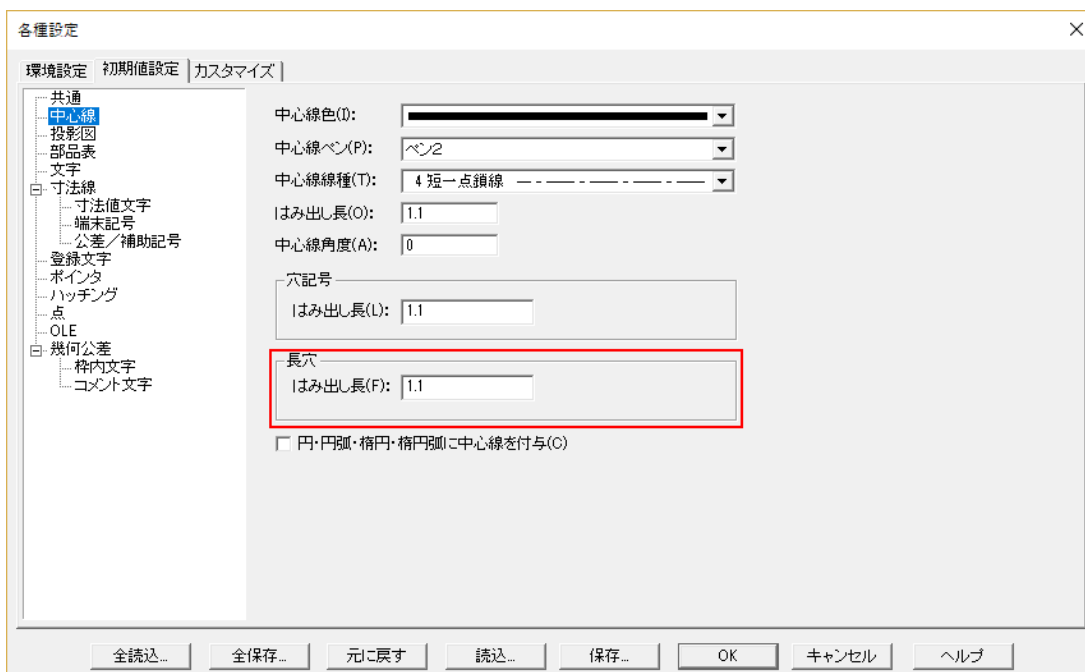 各種設定
環境設定 初期値設定 カスタマイズ
共通
中心線
投影図
部品表
文字
寸法線
寸法値文字
端末記号
公差／補助記号
登録文字
ポインタ
ハッチング
点
OLE
幾何公差
枠内文字
コメント文字
中心線色(I):
中心線ペン(P): ペン2
中心線線種(T): 4 短一点鎖線
はみ出し長(O): 1.1
中心線角度(A): 0
穴記号
はみ出し長(L): 1.1
長穴
はみ出し長(F): 1.1
円・円弧・楕円・楕円弧に中心線を付与(C)
全読込... 全保存... 元に戻す 読込... 保存... OK キャンセル ヘルプ